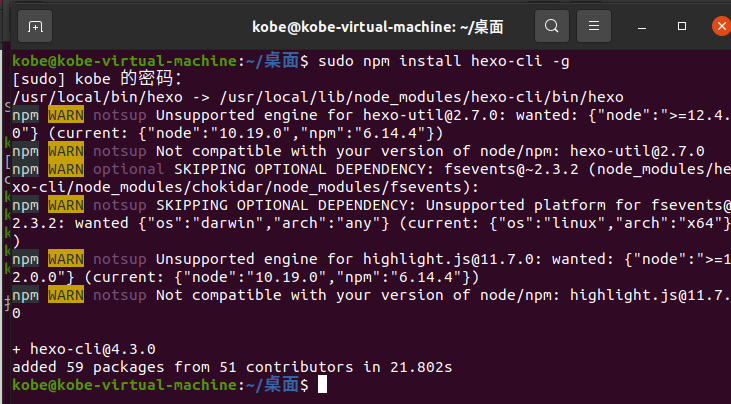 kobe@kobe-virtual-machine: ~/桌面
kobe@kobe-virtual-machine:~/桌面$ sudo npm install hexo-cli -g
[sudo] kobe 的密码：
/usr/local/bin/hexo -> /usr/local/lib/node_modules/hexo-cli/bin/hexo
npm WARN notsup Unsupported engine for hexo-util@2.7.0: wanted: {"node":">=12.4.
0"} (current: {"node":"10.19.0","npm":"6.14.4"})
npm WARN notsup Not compatible with your version of node/npm: hexo-util@2.7.0
npm WARN optional SKIPPING OPTIONAL DEPENDENCY: fsevents@~2.3.2 (node_modules/he
xo-cli/node_modules/chokidar/node_modules/fsevents):
npm WARN notsup SKIPPING OPTIONAL DEPENDENCY: Unsupported platform for fsevents@
2.3.2: wanted {"os":"darwin","arch":"any"} (current: {"os":"linux","arch":"x64"}
)
npm WARN notsup Unsupported engine for highlight.js@11.7.0: wanted: {"node":">=1
2.0.0"} (current: {"node":"10.19.0","npm":"6.14.4"})
npm WARN notsup Not compatible with your version of node/npm: highlight.js@11.7.
0
+ hexo-cli@4.3.0
added 59 packages from 51 contributors in 21.802s
kobe@kobe-virtual-machine:~/桌面$